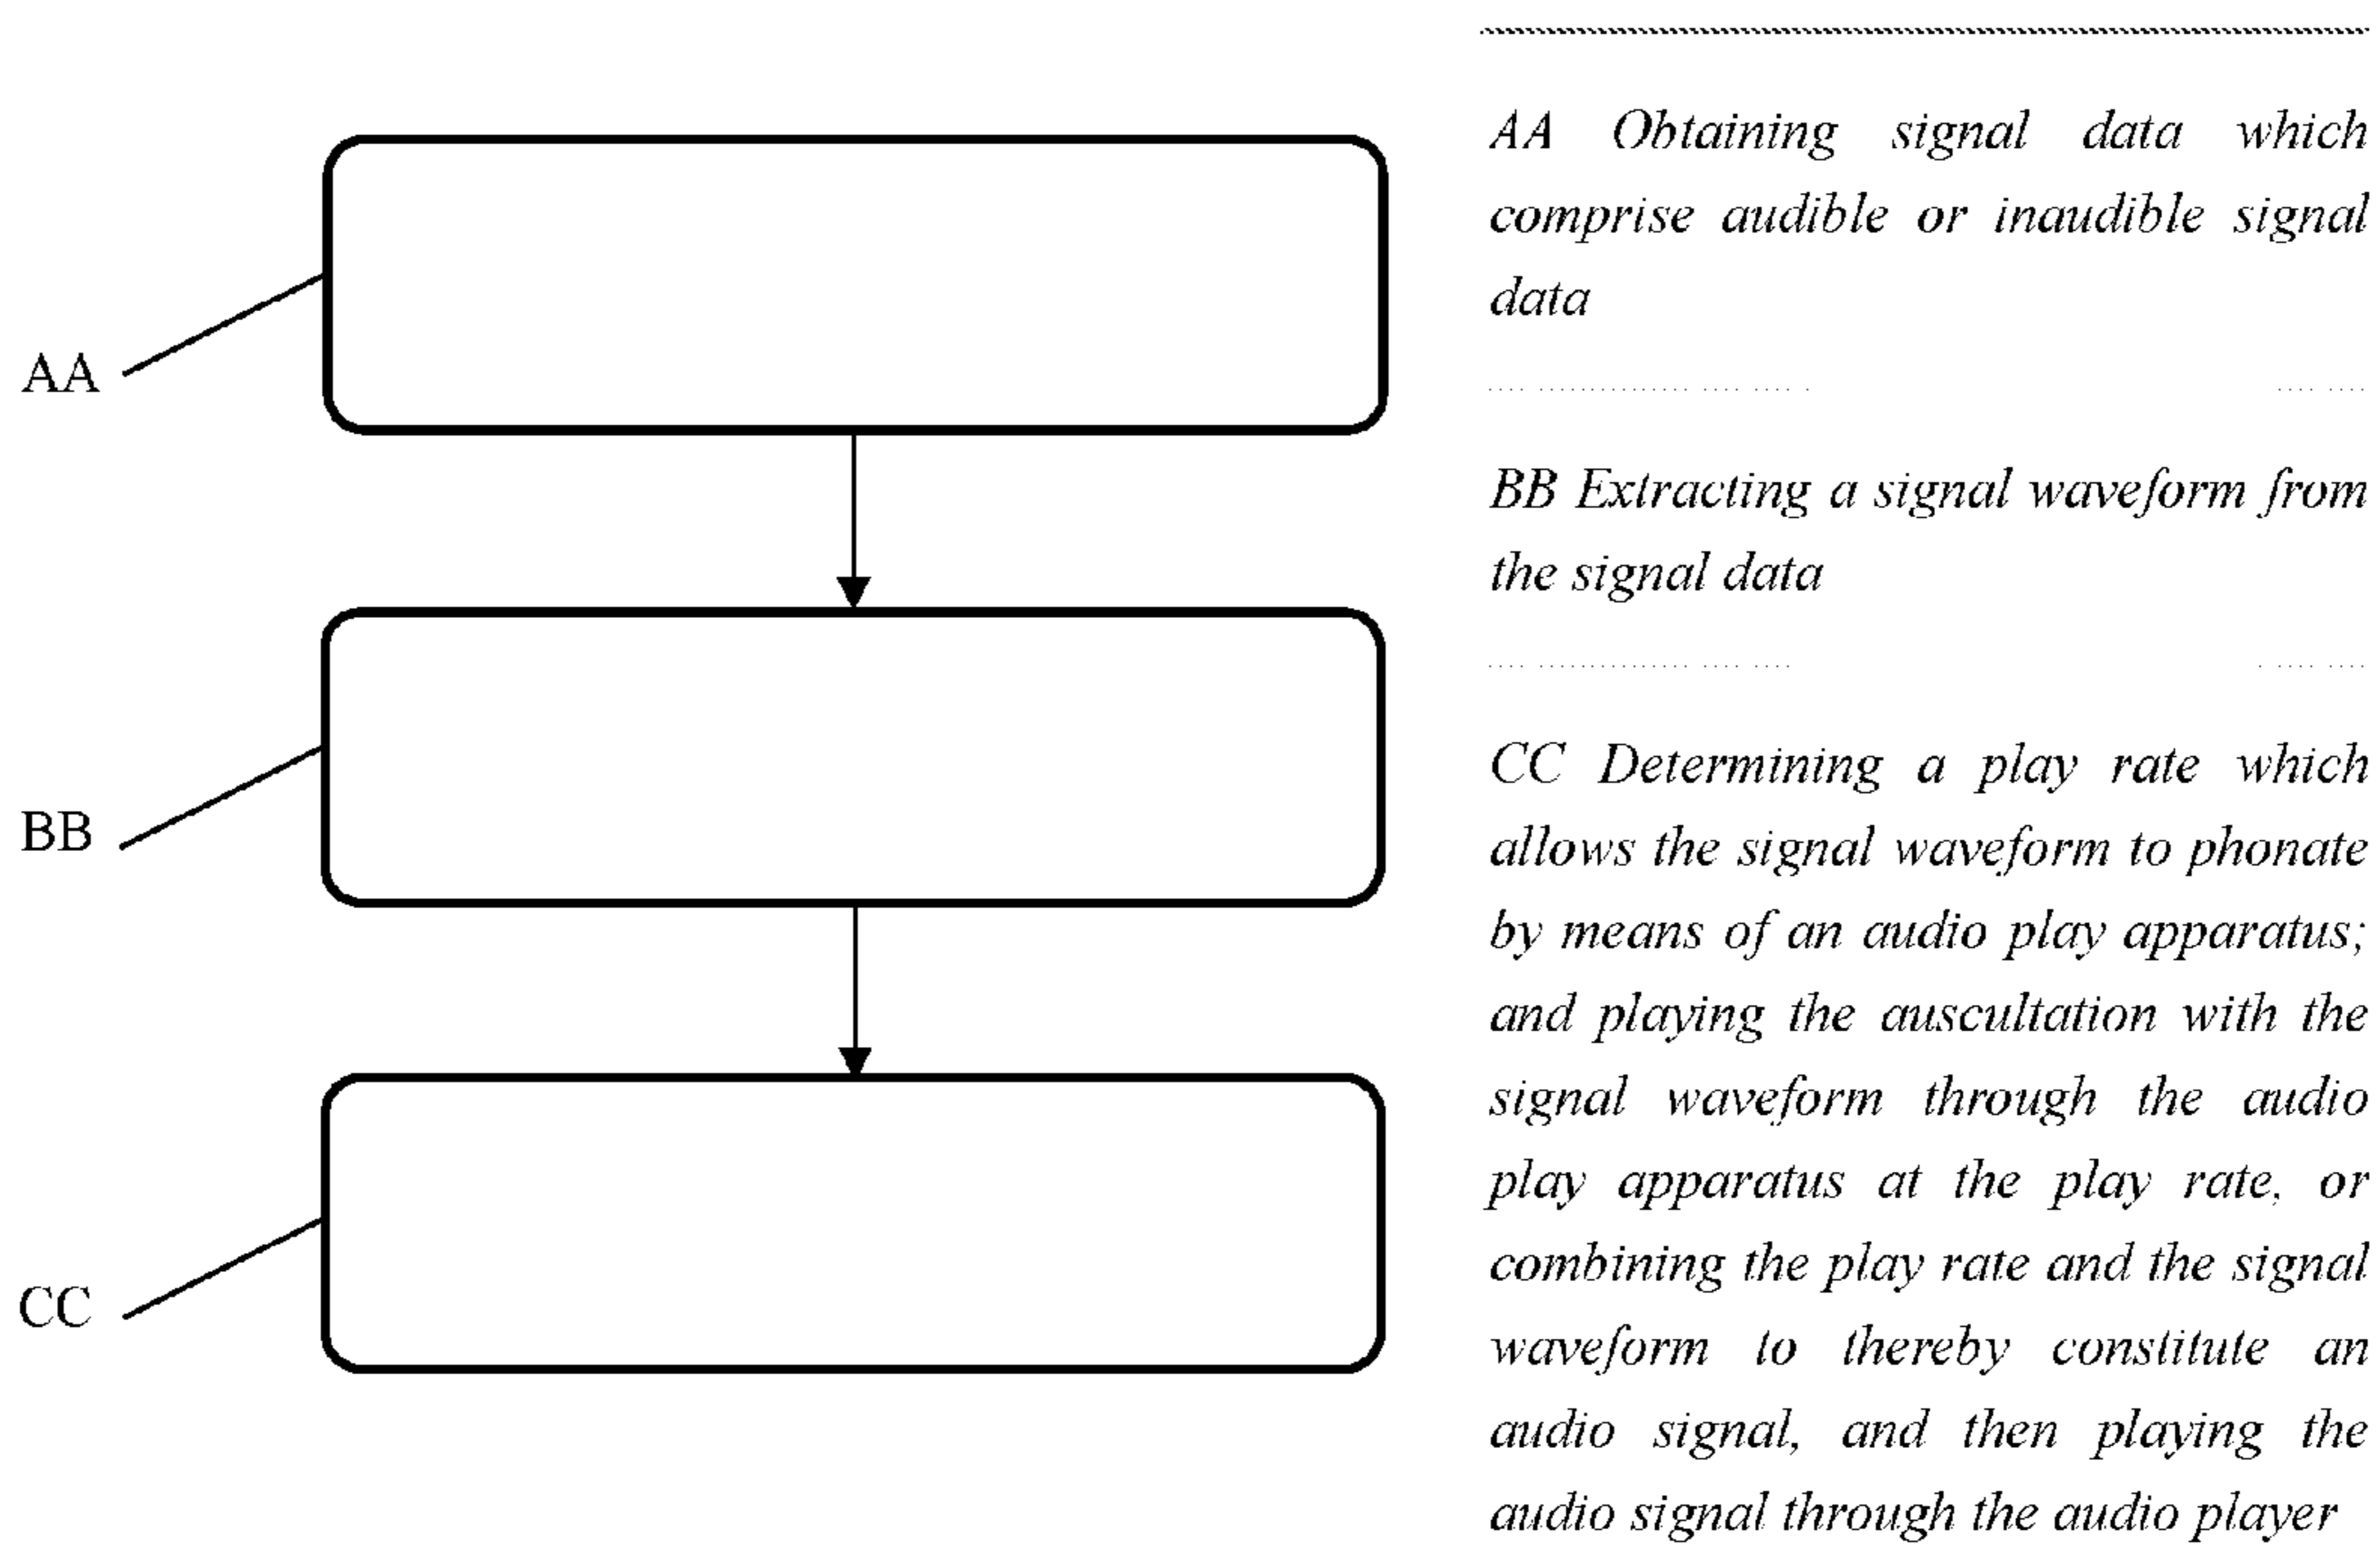 AA
BB
CC
AA Obtaining signal data which
comprise audible or inaudible signal
data
BB Extracting a signal waveform from
the signal data
CC Determining a play rate which
allows the signal waveform to phonate
by means of an audio play apparatus;
and playing the auscultation with the
signal waveform through the audio
play apparatus at the play rate, or
combining the play rate and the signal
waveform to thereby constitute an
audio signal, and then playing the
audio signal through the audio player